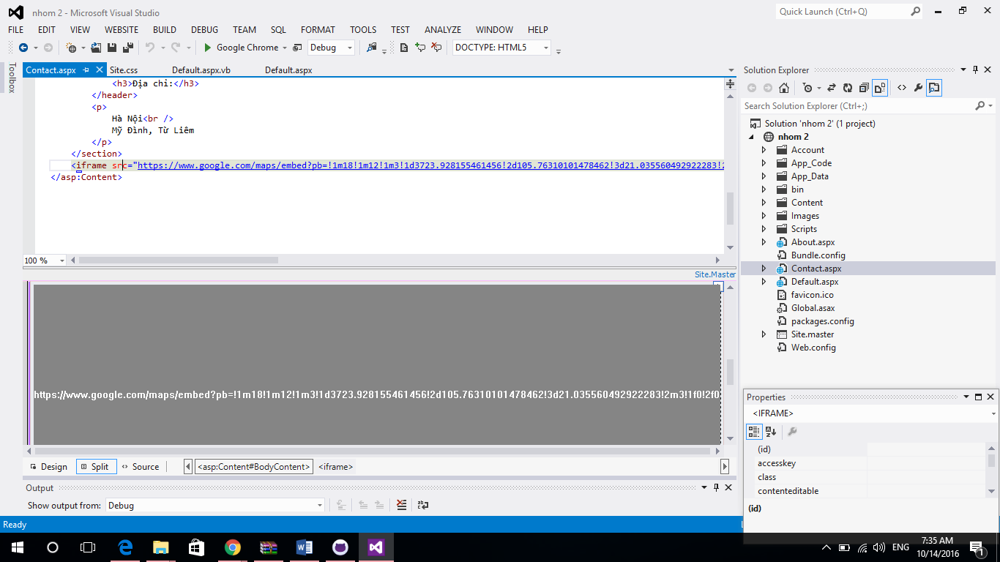 nhom 2 - Microsoft Visual Studio
Quick Launch (Ctrl+Q)
FILE EDIT VIEW WEBSITE BUILD DEBUG TEAM SQL FORMAT TOOLS TEST ANALYZE WINDOW HELP
Google Chrome Debug DOCTYPE: HTML5
Toolbox
Contact.aspx Site.css Default.aspx.vb Default.aspx
<h3>Địa chỉ:</h3>
</header>
<p>
Hà Nội<br />
Mỹ Đình, Từ Liêm
</p>
</section>
<iframe src="https://www.google.com/maps/embed?pb=!1m18!1m12!1m3!1d3723.928155461456!2d105.76310101478462!3d21.035560492922283!2
</asp:Content>
100 %
Site.Master
https://www.google.com/maps/embed?pb=!1m18!1m12!1m3!1d3723.928155461456!2d105.76310101478462!3d21.035560492922283!2m3!1f0!2f0
Design Split Source <asp:Content#BodyContent> <iframe>
Output
Show output from: Debug
Ready
Solution Explorer
Search Solution Explorer (Ctrl+;)
Solution 'nhom 2' (1 project)
nhom 2
Account
App_Code
App_Data
bin
Content
Images
Scripts
About.aspx
Bundle.config
Contact.aspx
Default.aspx
favicon.ico
Global.asax
packages.config
Site.master
Web.config
Properties
<IFRAME>
(id)
accesskey
class
contenteditable
(id)
ENG
7:35 AM
10/14/2016
1